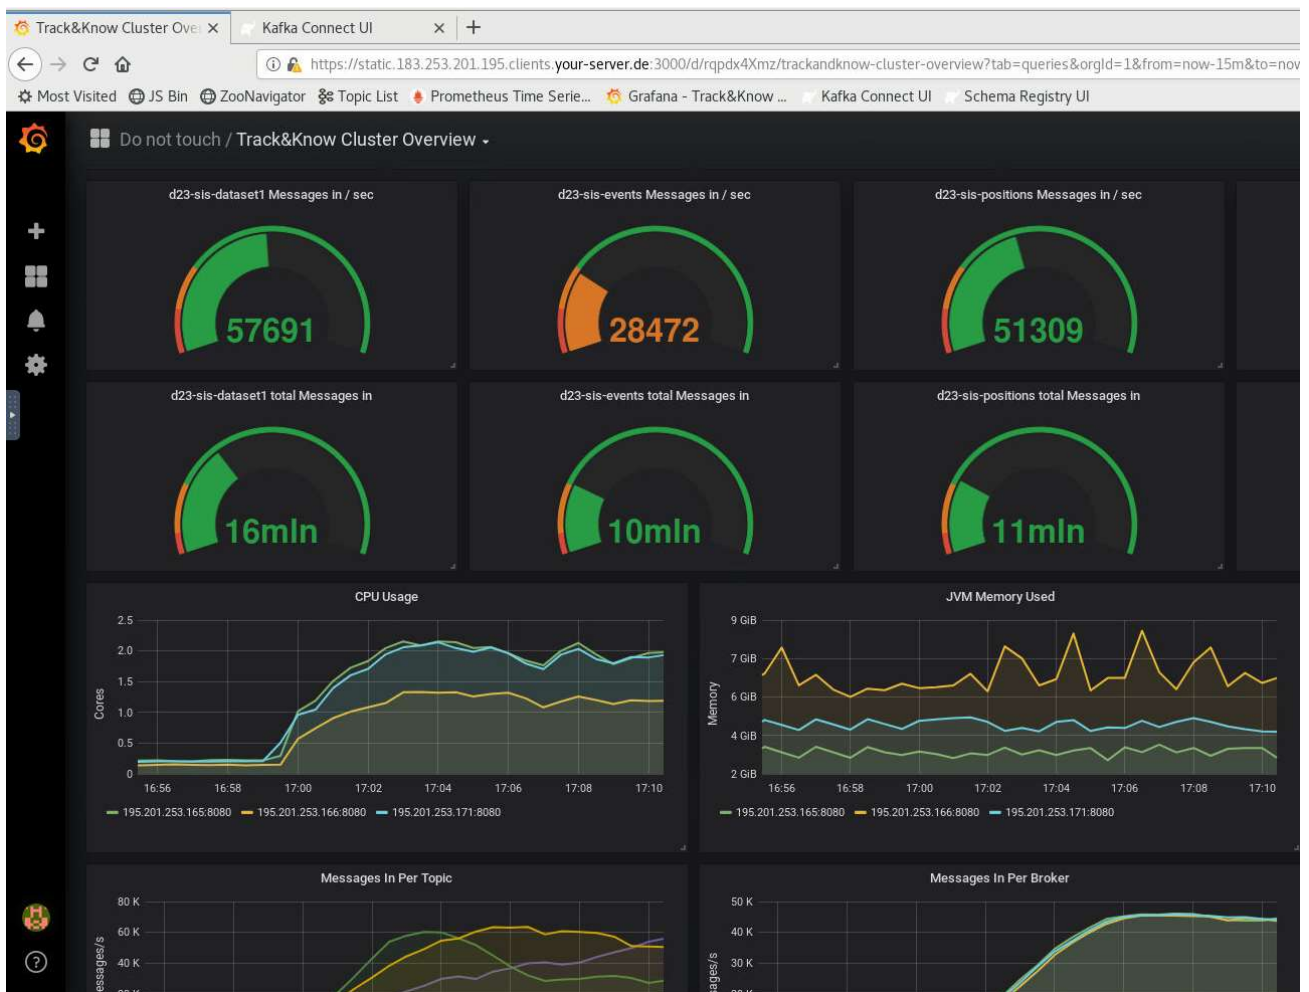 Track&Know Cluster Ove
Kafka Connect UI
https://static.183.253.201.195.clients.your-server.de:3000/d/rqpdx4Xmz/trackandknow-cluster-overview?tab=queries&orgId=1&from=now-15m&to=now
Most Visited JS Bin ZooNavigator Topic List Prometheus Time Serie... Grafana - Track&Know ... Kafka Connect UI Schema Registry UI
Do not touch / Track&Know Cluster Overview
d23-sis-dataset1 Messages in / sec
57691
d23-sis-events Messages in / sec
28472
d23-sis-positions Messages in / sec
51309
d23-sis-dataset1 total Messages in
16mln
d23-sis-events total Messages in
10mln
d23-sis-positions total Messages in
11mln
CPU Usage
Cores
2.5
2.0
1.5
1.0
0.5
0
16:56 16:58 17:00 17:02 17:04 17:06 17:08 17:10
195.201.253.165:8080 195.201.253.166:8080 195.201.253.171:8080
JVM Memory Used
Memory
9 GiB
7 GiB
6 GiB
4 GiB
2 GiB
16:56 16:58 17:00 17:02 17:04 17:06 17:08 17:10
195.201.253.165:8080 195.201.253.166:8080 195.201.253.171:8080
Messages In Per Topic
80 K
60 K
40 K
Messages In Per Broker
50 K
40 K
30 K